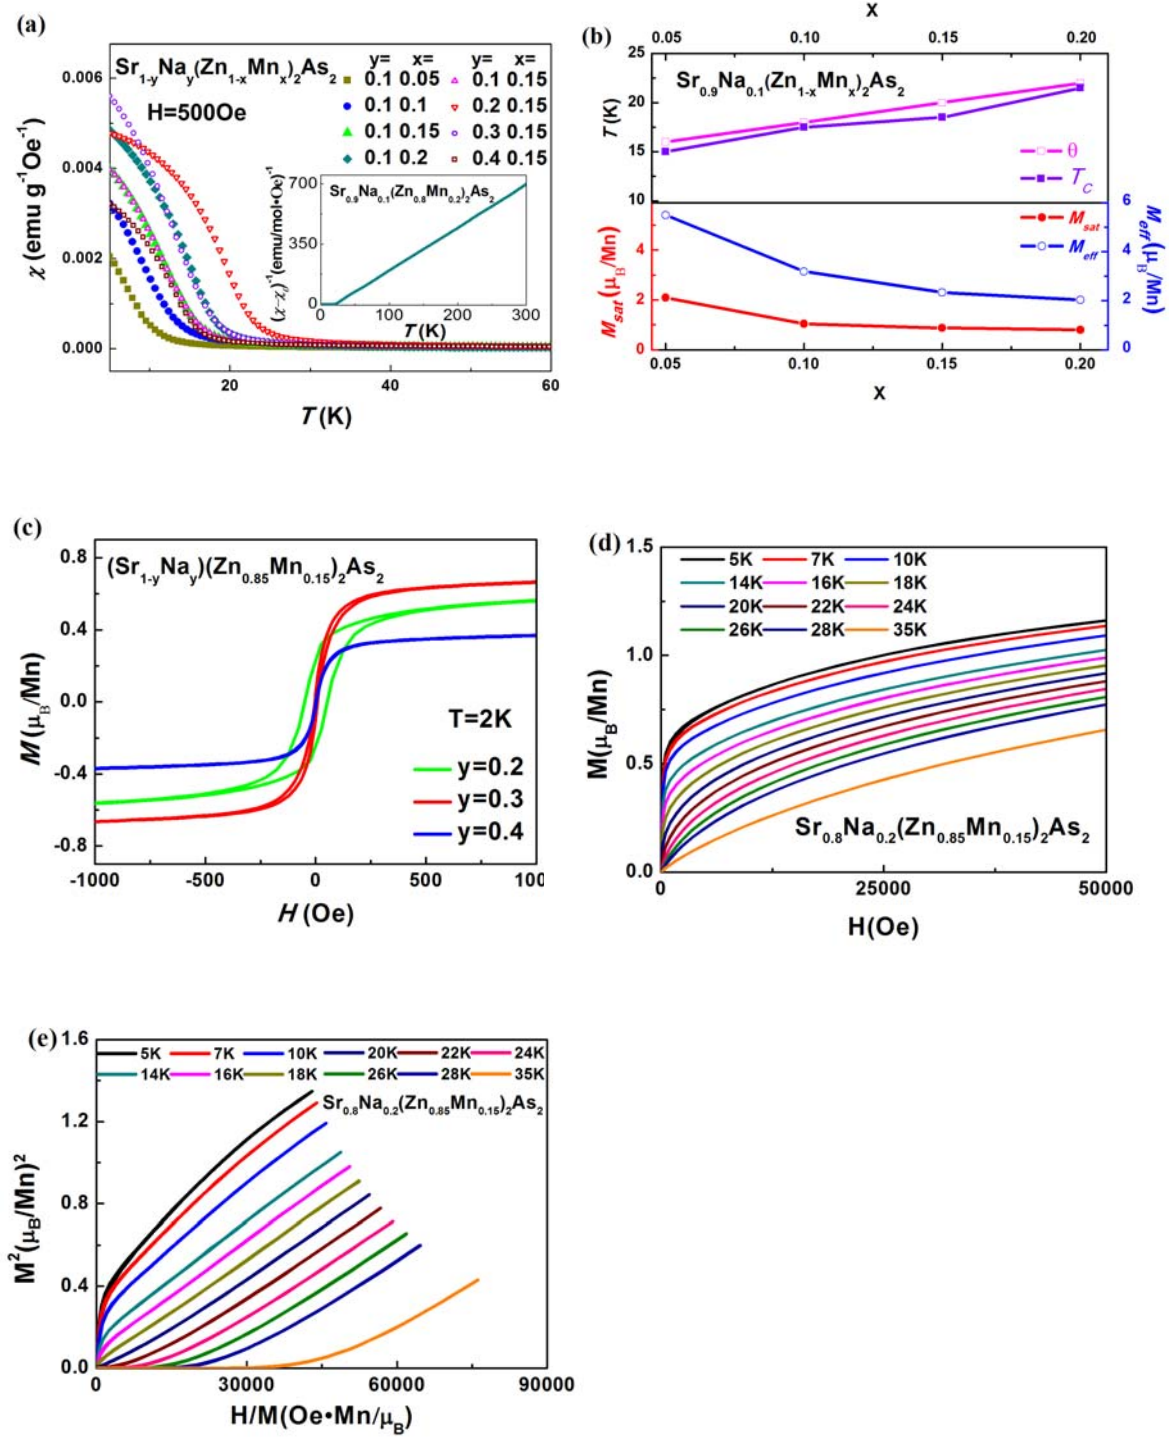 (a)
Sr1-yNay(Zn1-xMnx)2As2
H=500Oe
y= x= y= x=
0.1 0.05 0.1 0.15
0.1 0.1 0.2 0.15
0.1 0.15 0.3 0.15
0.1 0.2 0.4 0.15
0.006
0.004
0.002
0.000
χ (emu g-1Oe-1)
20 40 60
T (K)
700
350
0
Sr0.9Na0.1(Zn0.8Mn0.2)2As2
(χ-χ0)-1(emu/mol•Oe)-1
0 100 200 300
T (K)
(b)
X
0.05 0.10 0.15 0.20
25
20
15
10
T (K)
Sr0.9Na0.1(Zn1-xMnx)2As2
θ
TC
Msat
Meff
4
2
0
Msat (μB/Mn)
6
4
2
0
Meff (μB/Mn)
0.05 0.10 0.15 0.20
X
(c)
0.8
0.4
0.0
-0.4
-0.8
M (μB/Mn)
(Sr1-yNay)(Zn0.85Mn0.15)2As2
T=2K
y=0.2
y=0.3
y=0.4
-1000 -500 0 500 100
H (Oe)
(d)
1.5
1.0
0.5
0.0
M(μB/Mn)
5K 7K 10K
14K 16K 18K
20K 22K 24K
26K 28K 35K
Sr0.8Na0.2(Zn0.85Mn0.15)2As2
0 25000 50000
H(Oe)
(e)
1.6
1.2
0.8
0.4
0.0
M2(μB/Mn)2
5K 7K 10K 20K 22K 24K
14K 16K 18K 26K 28K 35K
Sr0.8Na0.2(Zn0.85Mn0.15)2As2
0 30000 60000 90000
H/M(Oe•Mn/μB)